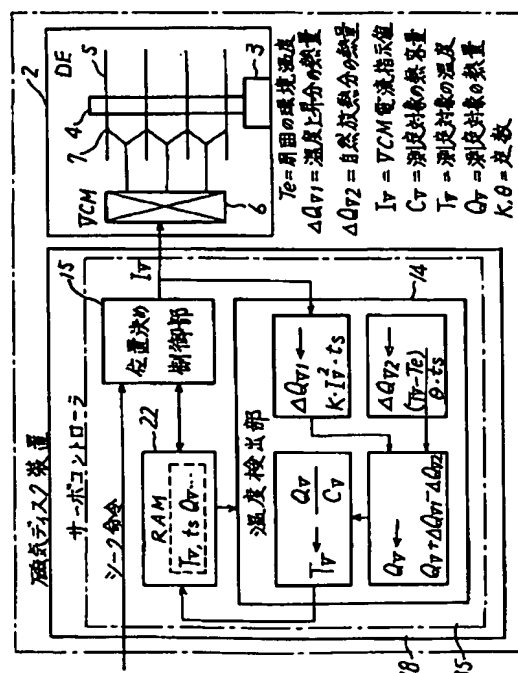 磁気ディスク装置
サーボコントローラ
シーク命令
15
位置決め
制御部
Iv
22
RAM
Tv, ts Qv…
温度検出部
14
ΔQv1 ←
K・Iv²・ts
ΔQv2 ←
(Tv-Te)
θ・ts
Tv ← Qv
Cv
Qv ←
Qv+ΔQv1-ΔQv2
2
DE
VCM
7
4
5
6
3
Te=周囲の環境温度
ΔQv1=温度上昇分の熱量
ΔQv2=自然放熱分の熱量
Iv=VCM電流指示値
Cv=測定対象の熱容量
Tv=測定対象の温度
Qv=測定対象の熱量
K,θ=定数